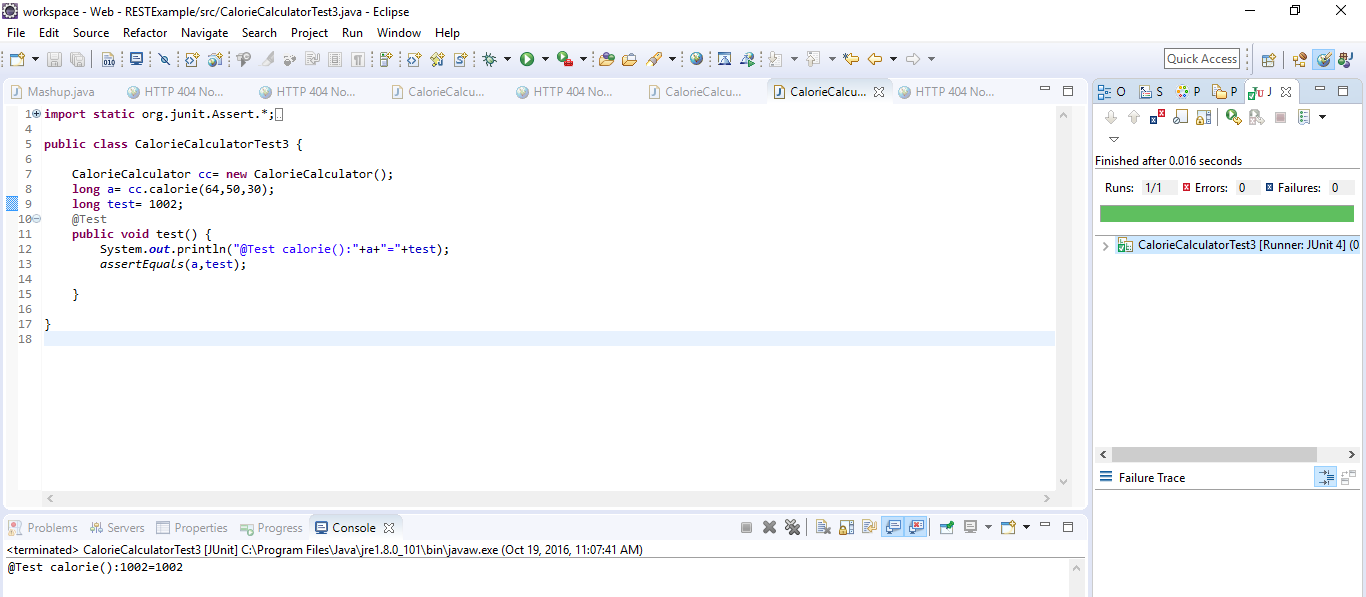 workspace - Web - RESTExample/src/CalorieCalculatorTest3.java - Eclipse
File Edit Source Refactor Navigate Search Project Run Window Help
Quick Access
Mashup.java HTTP 404 No... HTTP 404 No... CalorieCalcu... HTTP 404 No... CalorieCalcu... CalorieCalcu... HTTP 404 No...
1 import static org.junit.Assert.*;
4
5 public class CalorieCalculatorTest3 {
6
7 CalorieCalculator cc= new CalorieCalculator();
8 long a= cc.calorie(64,50,30);
9 long test= 1002;
10 @Test
11 public void test() {
12 System.out.println("@Test calorie():"+a+"="+test);
13 assertEquals(a,test);
14
15 }
16
17 }
18
O S P P J
Finished after 0.016 seconds
Runs: 1/1 Errors: 0 Failures: 0
CalorieCalculatorTest3 [Runner: JUnit 4] (0
Failure Trace
Problems Servers Properties Progress Console
<terminated> CalorieCalculatorTest3 [JUnit] C:\Program Files\Java\jre1.8.0_101\bin\javaw.exe (Oct 19, 2016, 11:07:41 AM)
@Test calorie():1002=1002